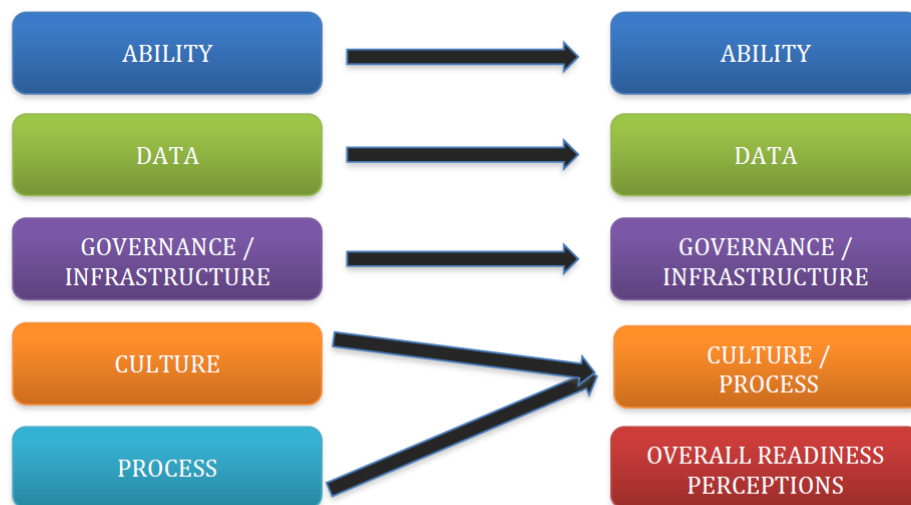 ABILITY
ABILITY
DATA
DATA
GOVERNANCE /
INFRASTRUCTURE
GOVERNANCE /
INFRASTRUCTURE
CULTURE
CULTURE /
PROCESS
PROCESS
OVERALL READINESS
PERCEPTIONS